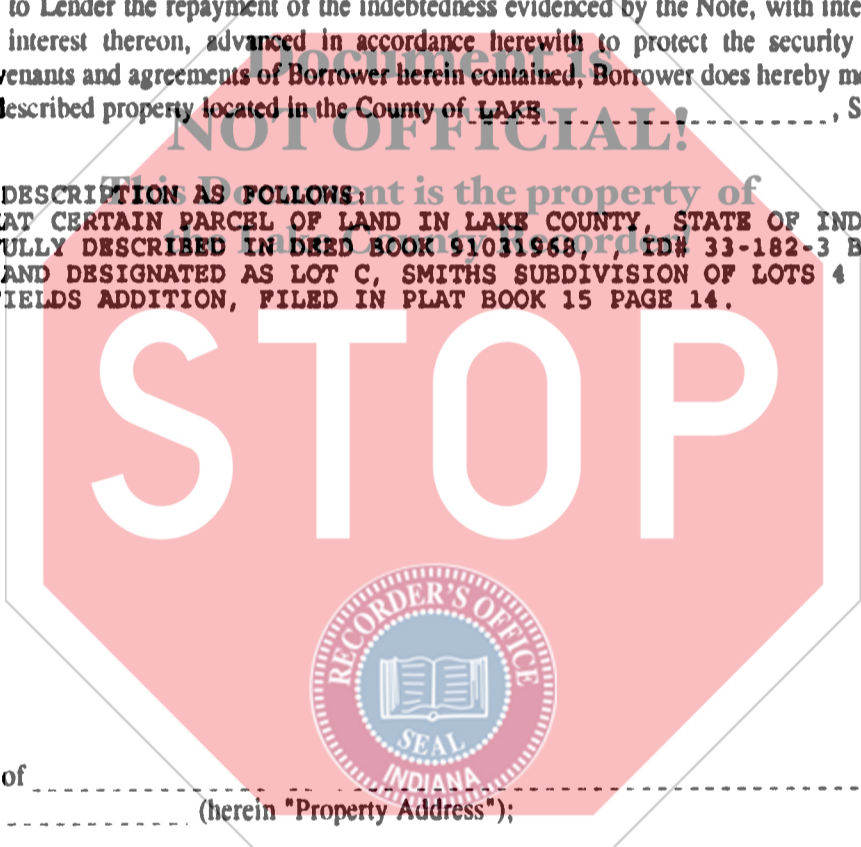 to Lender the repayment of the indebtedness evidenced by the Note, with inte
interest thereon, advanced in accordance herewith to protect the security
Document is
venants and agreements of Borrower herein contained, Borrower does hereby m
described property located in the County of LAKE , S
NOT OFFICIAL!
DESCRIPTION AS FOLLOWS:
This Document is the property of
AT CERTAIN PARCEL OF LAND IN LAKE COUNTY, STATE OF IND
the Lake County Recorder!
ULLY DESCRIBED IN DEED BOOK 91031968, , ID# 33-182-3 B
AND DESIGNATED AS LOT C, SMITHS SUBDIVISION OF LOTS 4
IELDS ADDITION, FILED IN PLAT BOOK 15 PAGE 14.
STOP
RECORDER'S OFFICE
SEAL
INDIANA
of
(herein "Property Address");